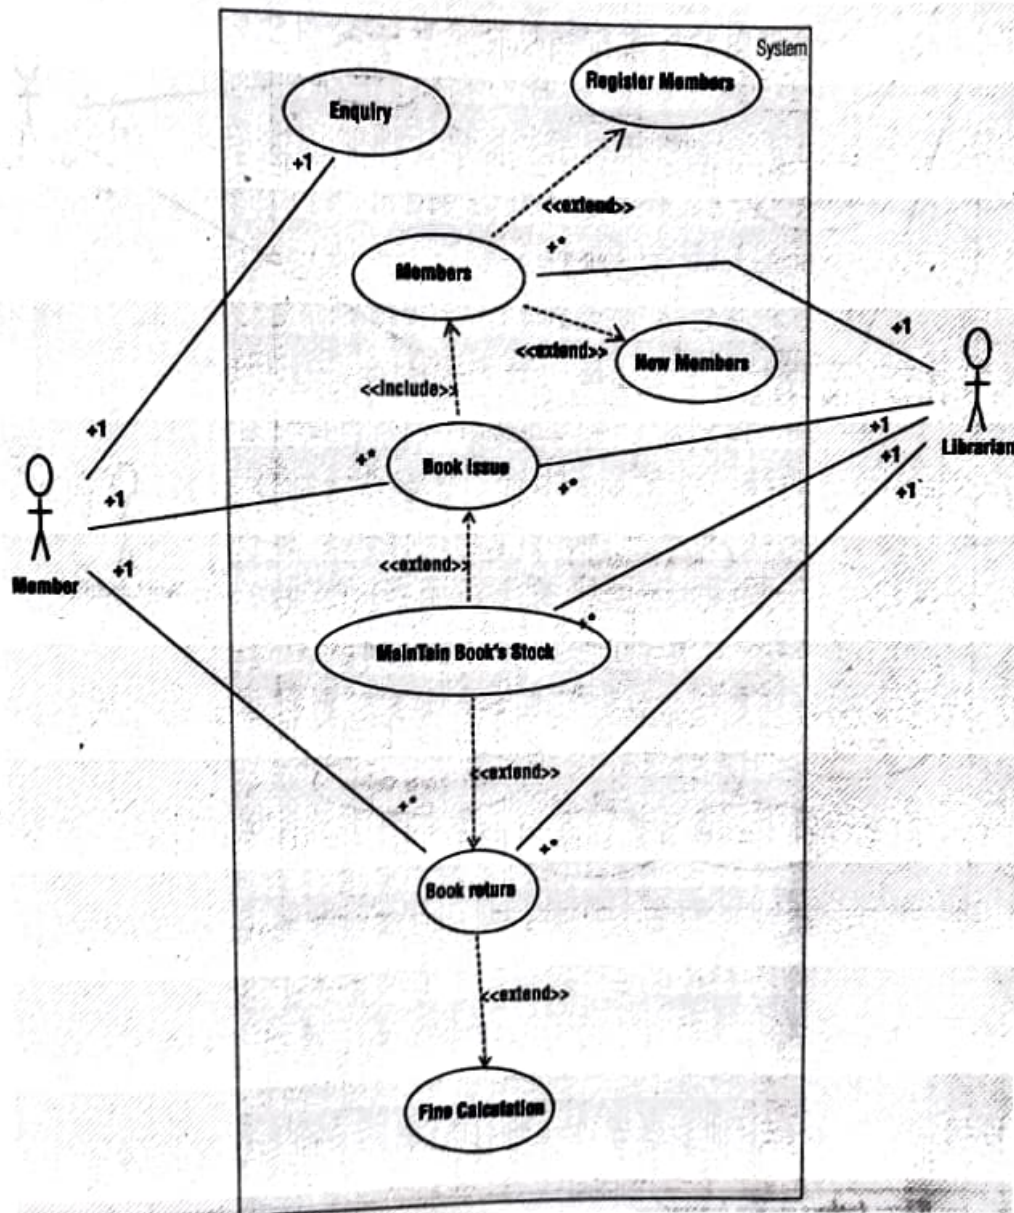 System
Register Members
Enquiry
+1
<<extend>>
+*
Members
+1
<<extend>>
New Members
<<include>>
Librarian
+1
+1
+*
Book issue
+*
+1
+1
+1
Member
+1
<<extend>>
+*
MainTain Book's Stock
<<extend>>
+*
+*
Book return
<<extend>>
Fine Calculation